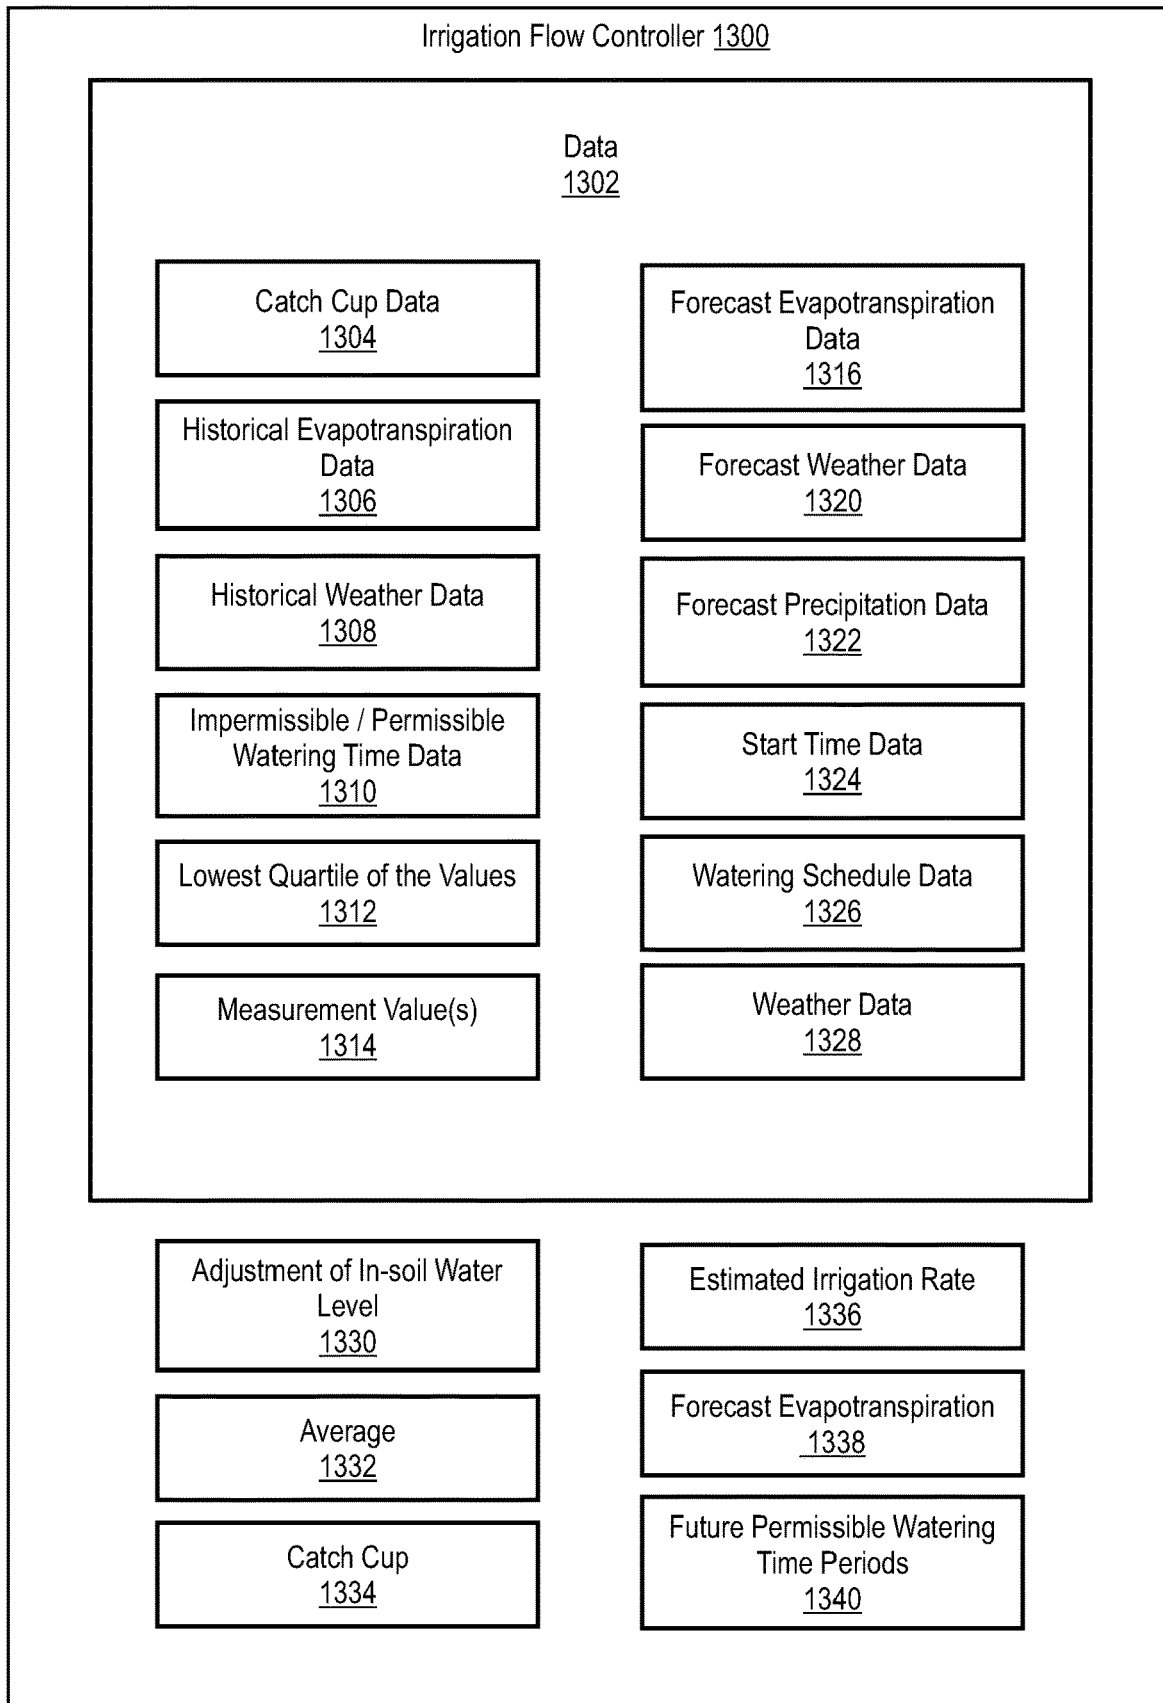 Irrigation Flow Controller 1300
Data
1302
Catch Cup Data
1304
Historical Evapotranspiration
Data
1306
Historical Weather Data
1308
Impermissible / Permissible
Watering Time Data
1310
Lowest Quartile of the Values
1312
Measurement Value(s)
1314
Forecast Evapotranspiration
Data
1316
Forecast Weather Data
1320
Forecast Precipitation Data
1322
Start Time Data
1324
Watering Schedule Data
1326
Weather Data
1328
Adjustment of In-soil Water
Level
1330
Average
1332
Catch Cup
1334
Estimated Irrigation Rate
1336
Forecast Evapotranspiration
1338
Future Permissible Watering
Time Periods
1340